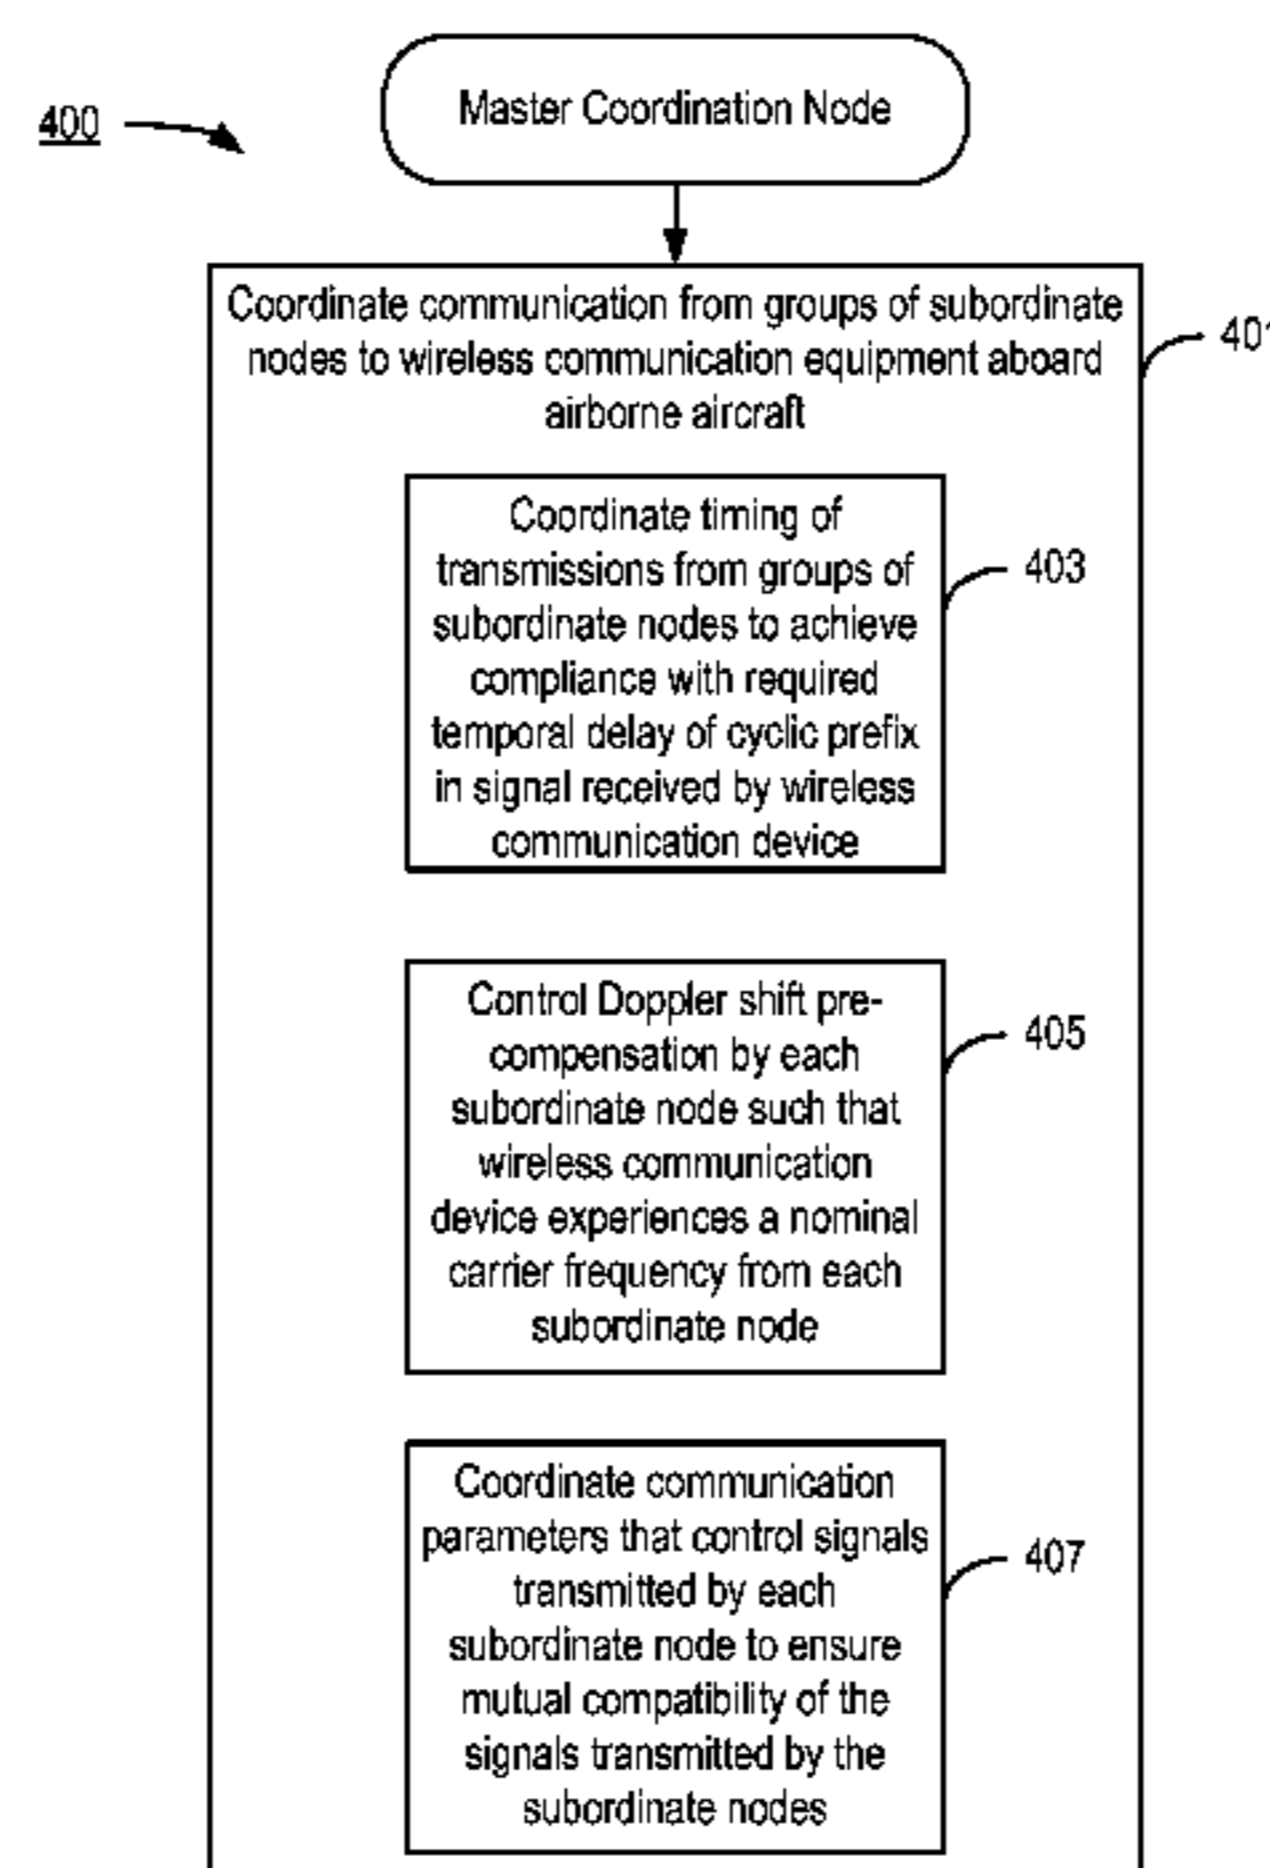 400
Master Coordination Node
Coordinate communication from groups of subordinate
nodes to wireless communication equipment aboard
airborne aircraft
401
Coordinate timing of
transmissions from groups of
subordinate nodes to achieve
compliance with required
temporal delay of cyclic prefix
in signal received by wireless
communication device
403
Control Doppler shift pre-
compensation by each
subordinate node such that
wireless communication
device experiences a nominal
carrier frequency from each
subordinate node
405
Coordinate communication
parameters that control signals
transmitted by each
subordinate node to ensure
mutual compatibility of the
signals transmitted by the
subordinate nodes
407